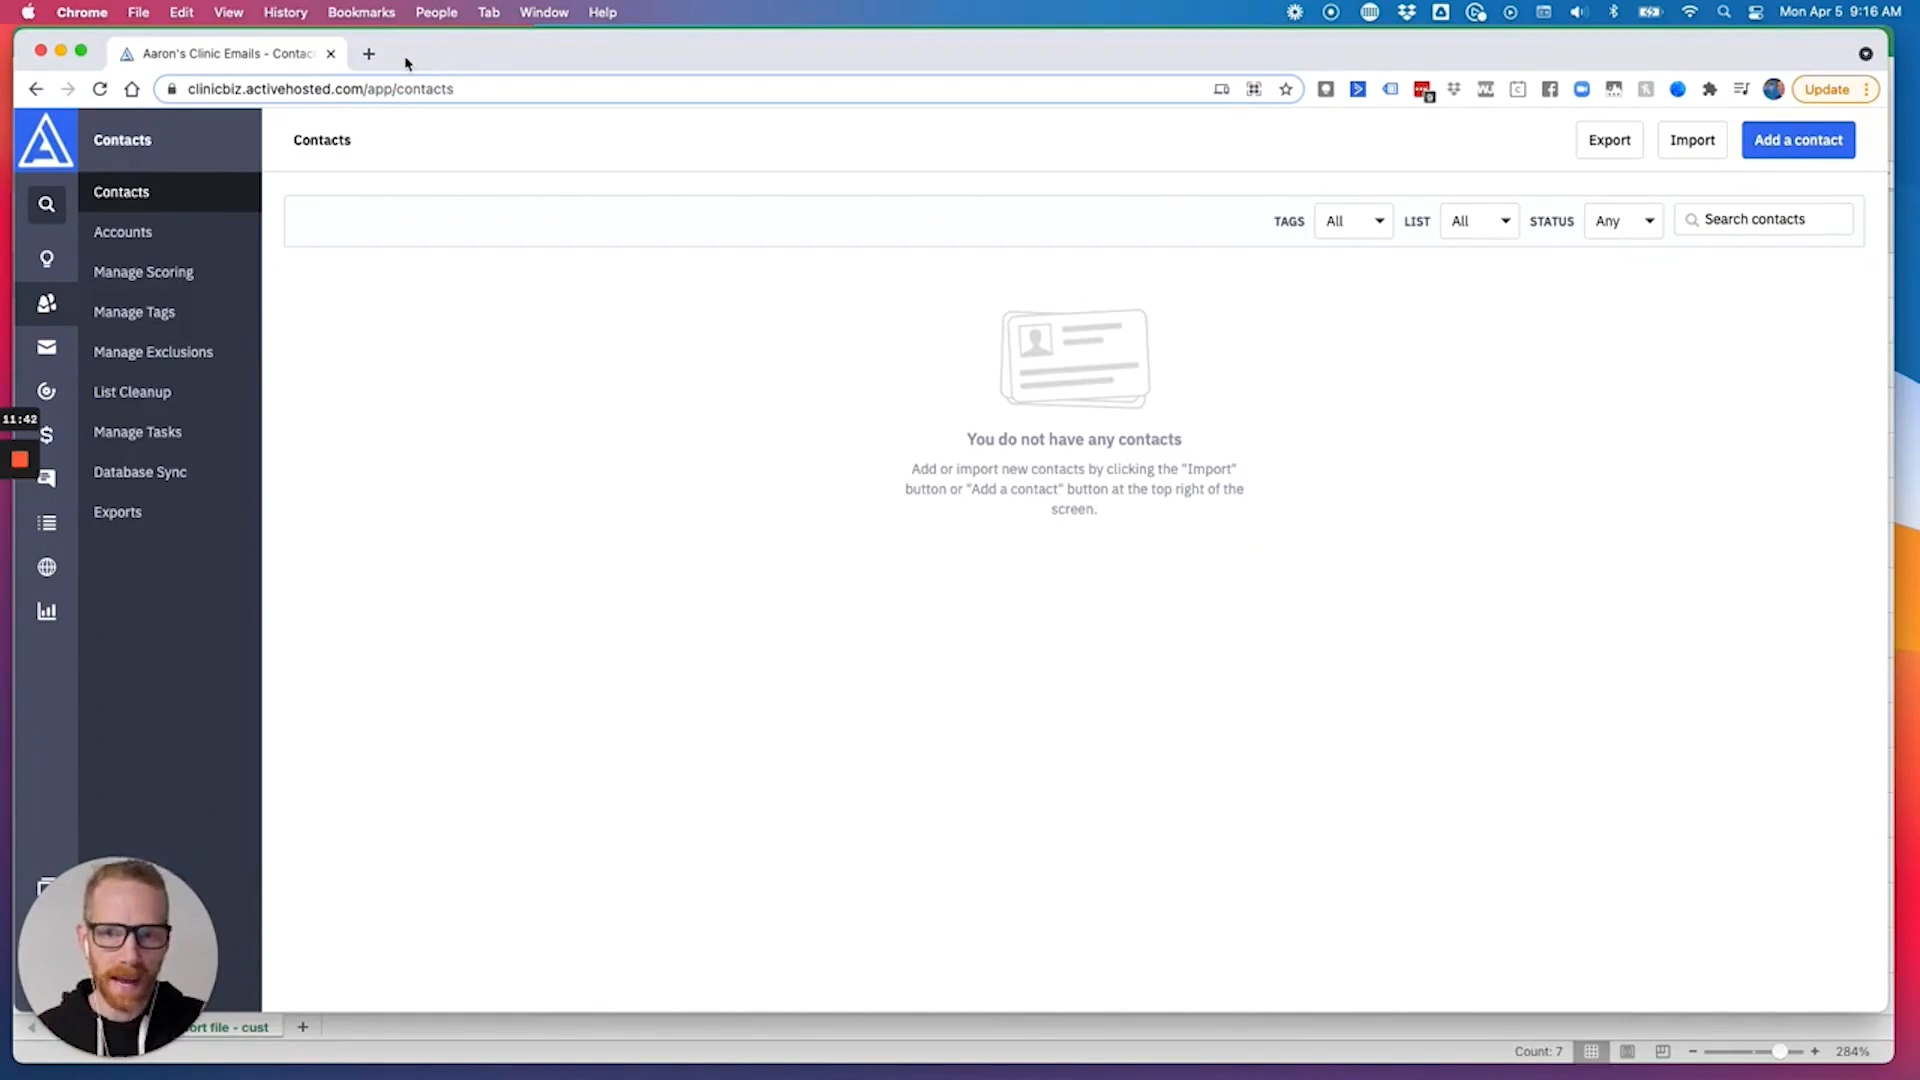 Chrome File Edit View History Bookmarks People Tab Window Help Mon Apr 5 9:16 AM
Aaron's Clinic Emails - Contac
clinicbiz.activehosted.com/app/contacts Update
Contacts
Contacts Export Import Add a contact
Contacts
TAGS All LIST All STATUS Any Search contacts
Accounts
Manage Scoring
Manage Tags
Manage Exclusions
List Cleanup
Manage Tasks
Database Sync
Exports
11:42
You do not have any contacts
Add or import new contacts by clicking the "Import"
button or "Add a contact" button at the top right of the
screen.
ort file - cust
Count: 7 284%